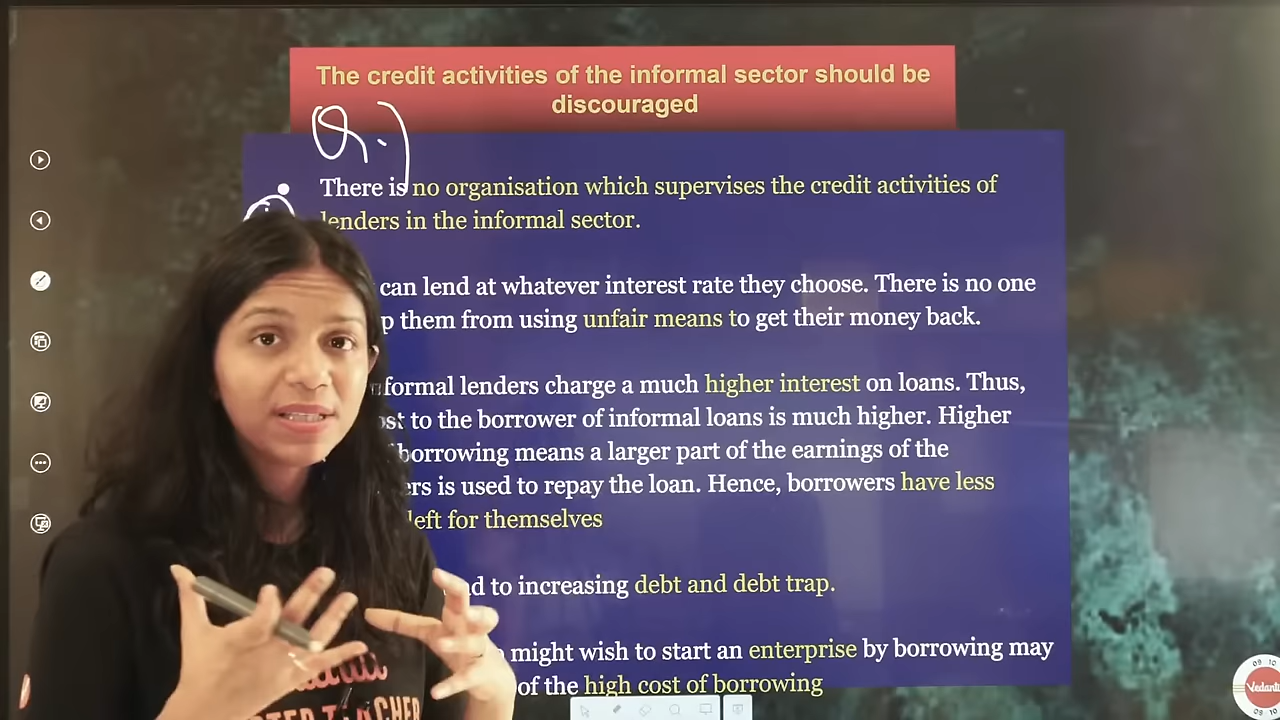 The credit activities of the informal sector should be
discouraged
Q.)
There is no organisation which supervises the credit activities of
lenders in the informal sector.
can lend at whatever interest rate they choose. There is no one
them from using unfair means to get their money back.
formal lenders charge a much higher interest on loans. Thus,
to the borrower of informal loans is much higher. Higher
borrowing means a larger part of the earnings of the
is used to repay the loan. Hence, borrowers have less
left for themselves
to increasing debt and debt trap.
might wish to start an enterprise by borrowing may
of the high cost of borrowing
Vedantu